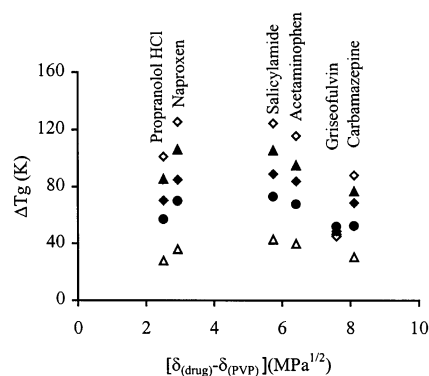 Propranolol HCl
Naproxen
Salicylamide
Acetaminophen
Griseofulvin
Carbamazepine
160
120
80
40
0
ΔTg (K)
0 2 4 6 8 10
[δ(drug)-δ(PVP)](MPa1/2)